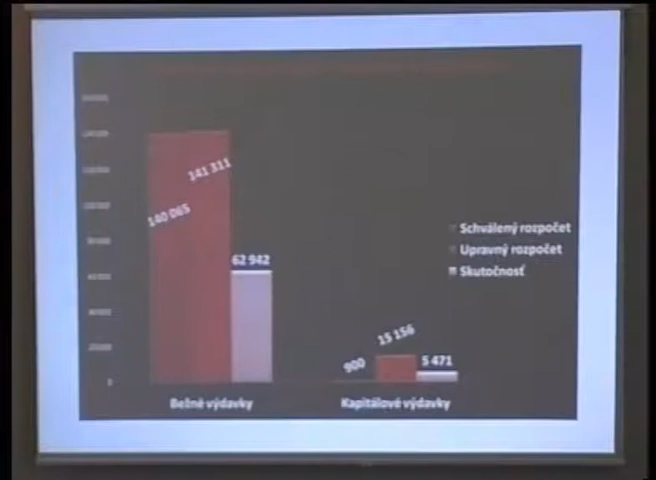 141 311
140 065
62 942
Schválený rozpočet
Upravný rozpočet
Skutočnosť
15 156
900
5 471
0
Bežné výdavky
Kapitálové výdavky